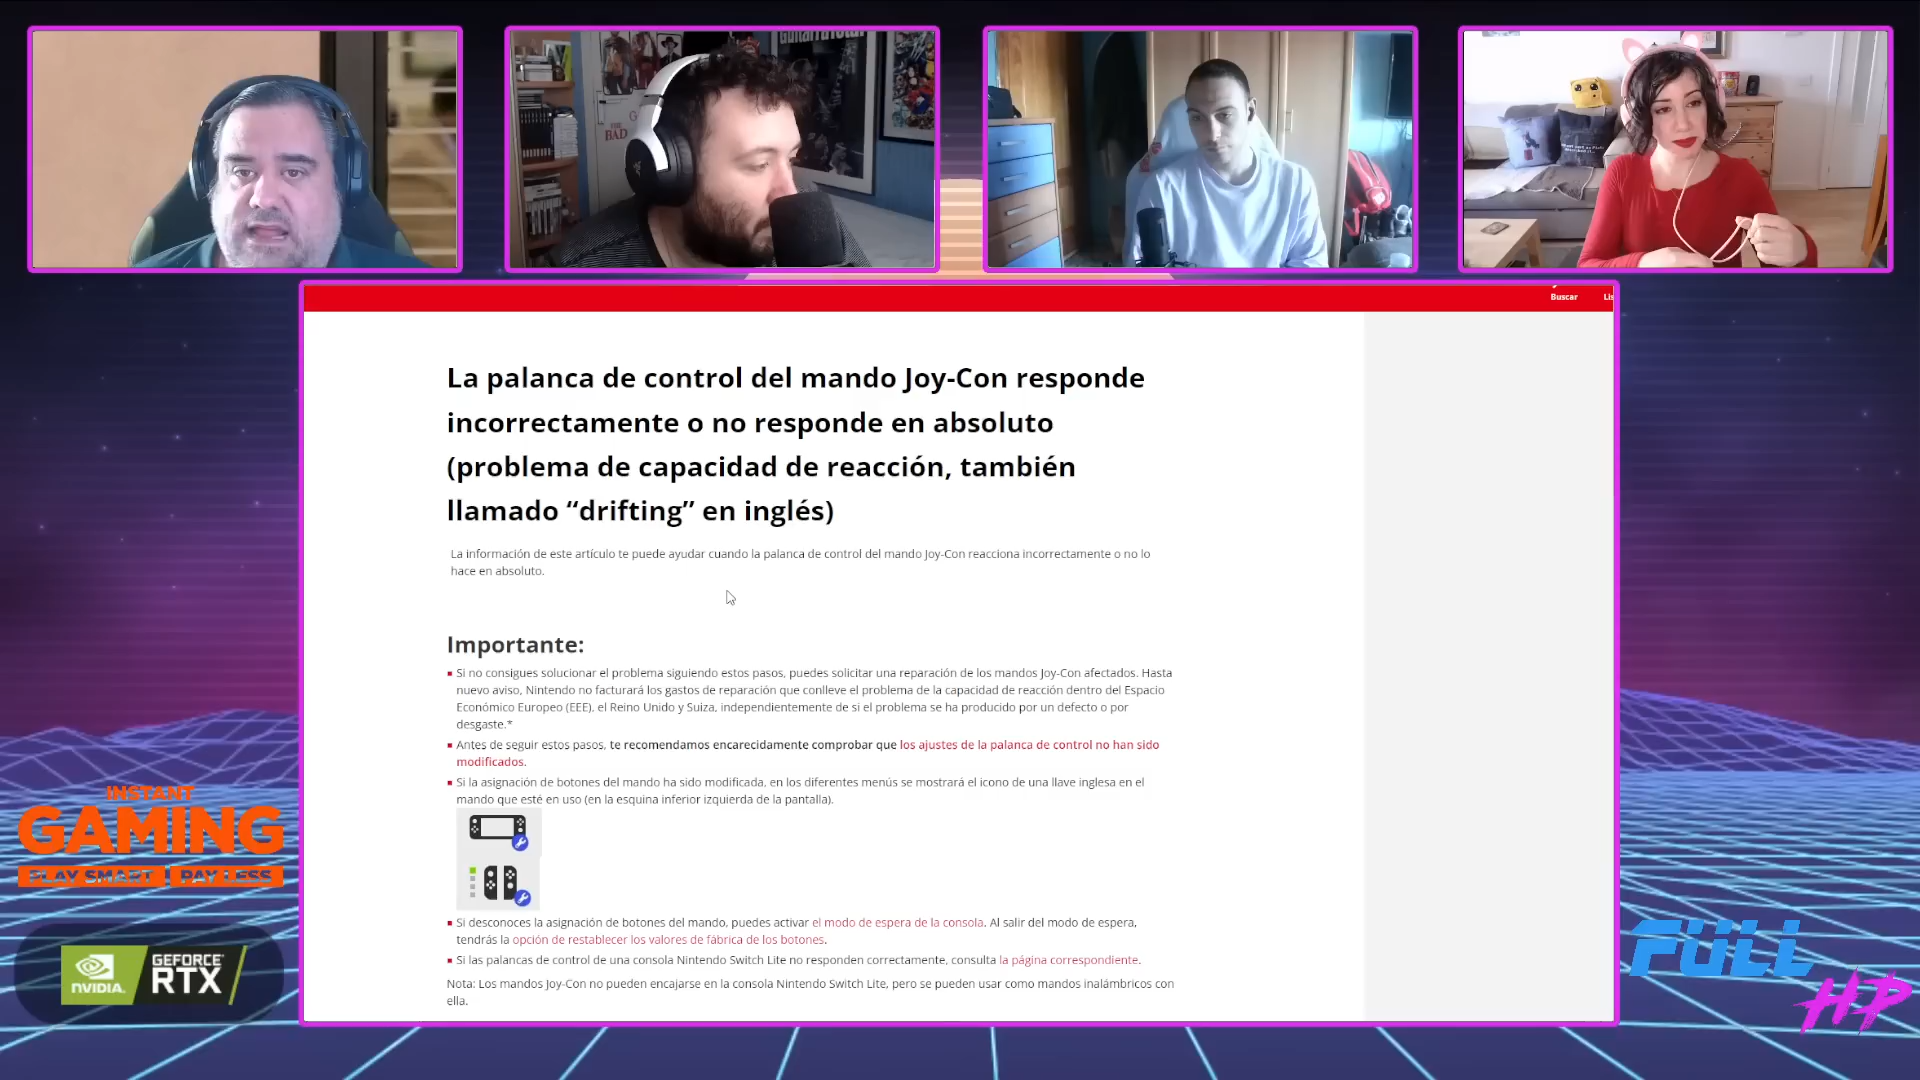 THE
BAD
Buscar
Lis
La palanca de control del mando Joy-Con responde
incorrectamente o no responde en absoluto
(problema de capacidad de reacción, también
llamado “drifting” en inglés)
La información de este artículo te puede ayudar cuando la palanca de control del mando Joy-Con reacciona incorrectamente o no lo
hace en absoluto.
Importante:
Si no consigues solucionar el problema siguiendo estos pasos, puedes solicitar una reparación de los mandos Joy-Con afectados. Hasta
nuevo aviso, Nintendo no facturará los gastos de reparación que conlleve el problema de la capacidad de reacción dentro del Espacio
Económico Europeo (EEE), el Reino Unido y Suiza, independientemente de si el problema se ha producido por un defecto o por
desgaste.*
Antes de seguir estos pasos, te recomendamos encarecidamente comprobar que los ajustes de la palanca de control no han sido
modificados.
Si la asignación de botones del mando ha sido modificada, en los diferentes menús se mostrará el icono de una llave inglesa en el
mando que esté en uso (en la esquina inferior izquierda de la pantalla).
Si desconoces la asignación de botones del mando, puedes activar el modo de espera de la consola. Al salir del modo de espera,
tendrás la opción de restablecer los valores de fábrica de los botones.
Si las palancas de control de una consola Nintendo Switch Lite no responden correctamente, consulta la página correspondiente.
Nota: Los mandos Joy-Con no pueden encajarse en la consola Nintendo Switch Lite, pero se pueden usar como mandos inalámbricos con
ella.
INSTANT
GAMING
PLAY SMART PAY LESS
NVIDIA.
GEFORCE
RTX
FULL
HP